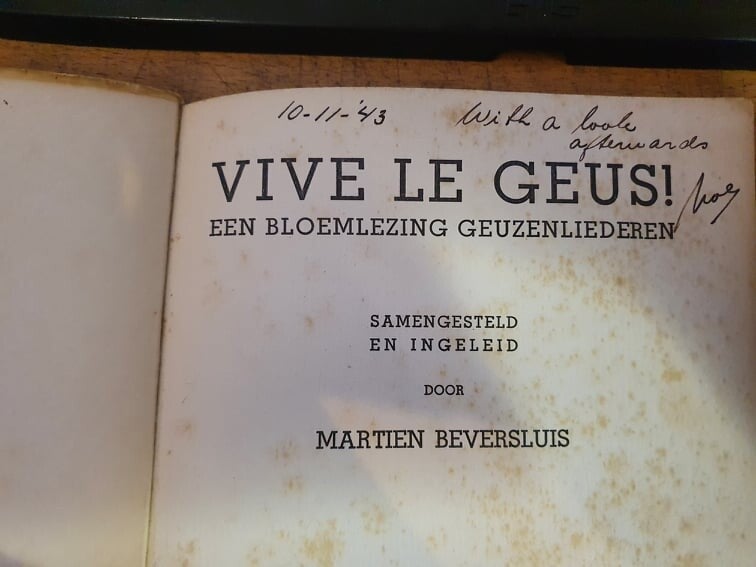 10-11-'43
With a look
afterwards
VIVE LE GEUS!
EEN BLOEMLEZING GEUZENLIEDEREN
SAMENGESTELD
EN INGELEID
DOOR
MARTIEN BEVERSLUIS